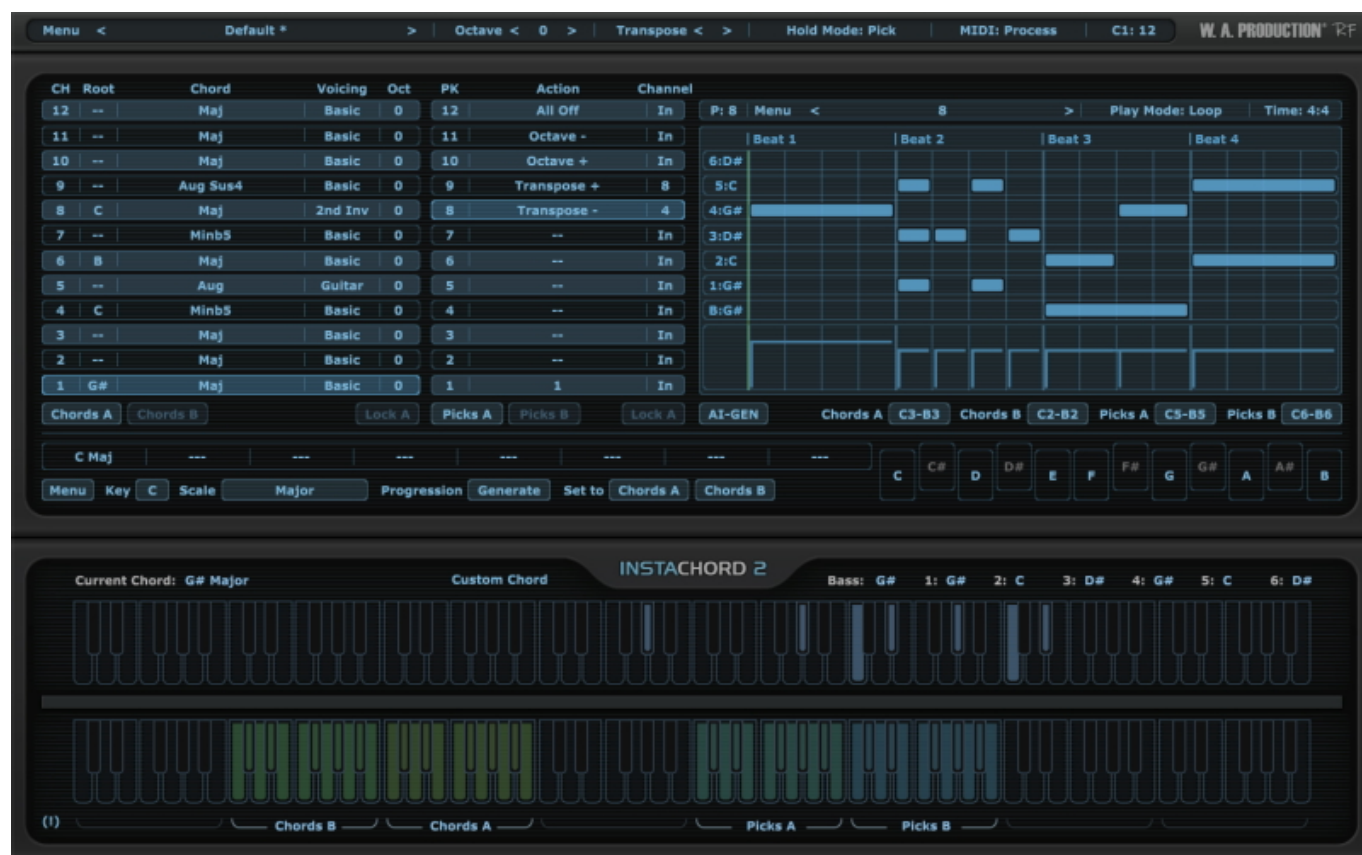 Menu < Default * > Octave < 0 > Transpose < > Hold Mode: Pick MIDI: Process C1: 12 W. A. PRODUCTION RF
CH Root Chord Voicing Oct PK Action Channel
12 -- Maj Basic 0 12 All Off In P: 8 Menu < 8 > Play Mode: Loop Time: 4:4
11 -- Maj Basic 0 11 Octave - In Beat 1 Beat 2 Beat 3 Beat 4
10 -- Maj Basic 0 10 Octave + In 6:D#
9 -- Aug Sus4 Basic 0 9 Transpose + 8 5:C
8 C Maj 2nd Inv 0 8 Transpose - 4 4:G#
7 -- Minb5 Basic 0 7 -- In 3:D#
6 B Maj Basic 0 6 -- In 2:C
5 -- Aug Guitar 0 5 -- In 1:G#
4 C Minb5 Basic 0 4 -- In B:G#
3 -- Maj Basic 0 3 -- In
2 -- Maj Basic 0 2 -- In
1 G# Maj Basic 0 1 1 In
Chords A Chords B Lock A Picks A Picks B Lock A AI-GEN Chords A C3-B3 Chords B C2-B2 Picks A C5-B5 Picks B C6-B6
C Maj --- --- --- --- --- --- ---
C C# D D# E F F# G G# A A# B
Menu Key C Scale Major Progression Generate Set to Chords A Chords B
INSTACHORD 2
Current Chord: G# Major Custom Chord Bass: G# 1: G# 2: C 3: D# 4: G# 5: C 6: D#
(I) Chords B Chords A Picks A Picks B